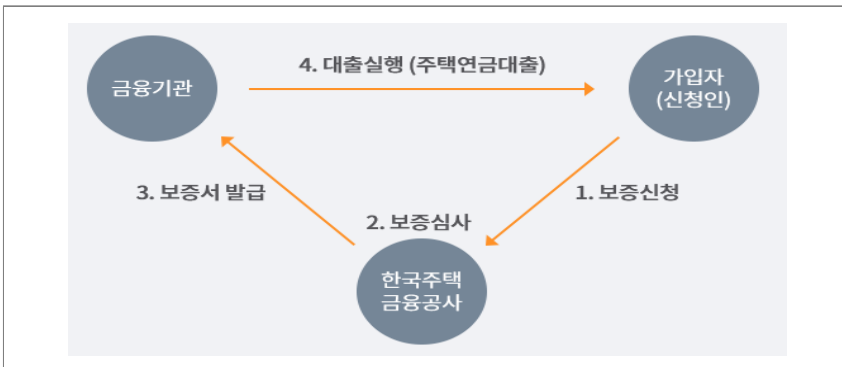 4. 대출실행 (주택연금대출)
금융기관
가입자
(신청인)
3. 보증서 발급
1. 보증신청
2. 보증심사
한국주택
금융공사